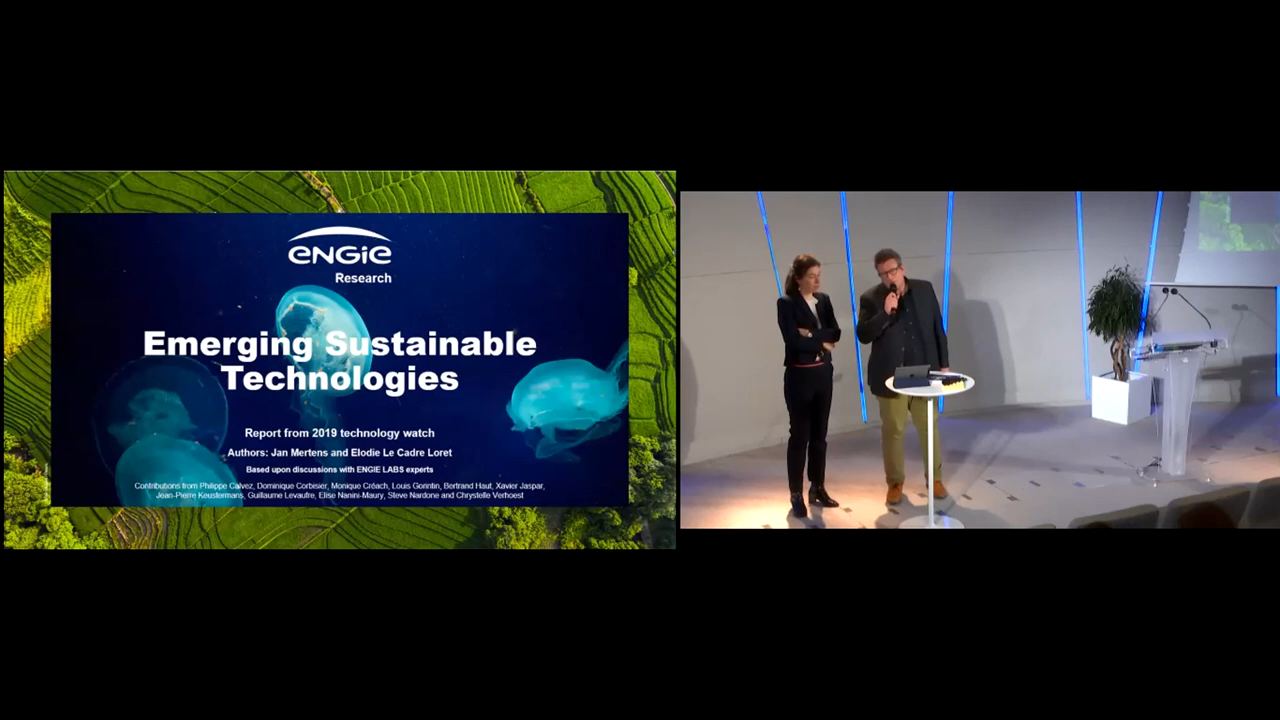 ENGIE
Research
Emerging Sustainable
Technologies
Report from 2019 technology watch
Authors: Jan Mertens and Elodie Le Cadre Loret
Based upon discussions with ENGIE LABS experts
Contributions from Philippe Calvez, Dominique Corbisier, Monique Créach, Louis Gorintin, Bertrand Haut, Xavier Jaspar,
Jean-Pierre Keustermans, Guillaume Levaufre, Elise Nanini-Maury, Steve Nardone and Chrystelle Verhoest